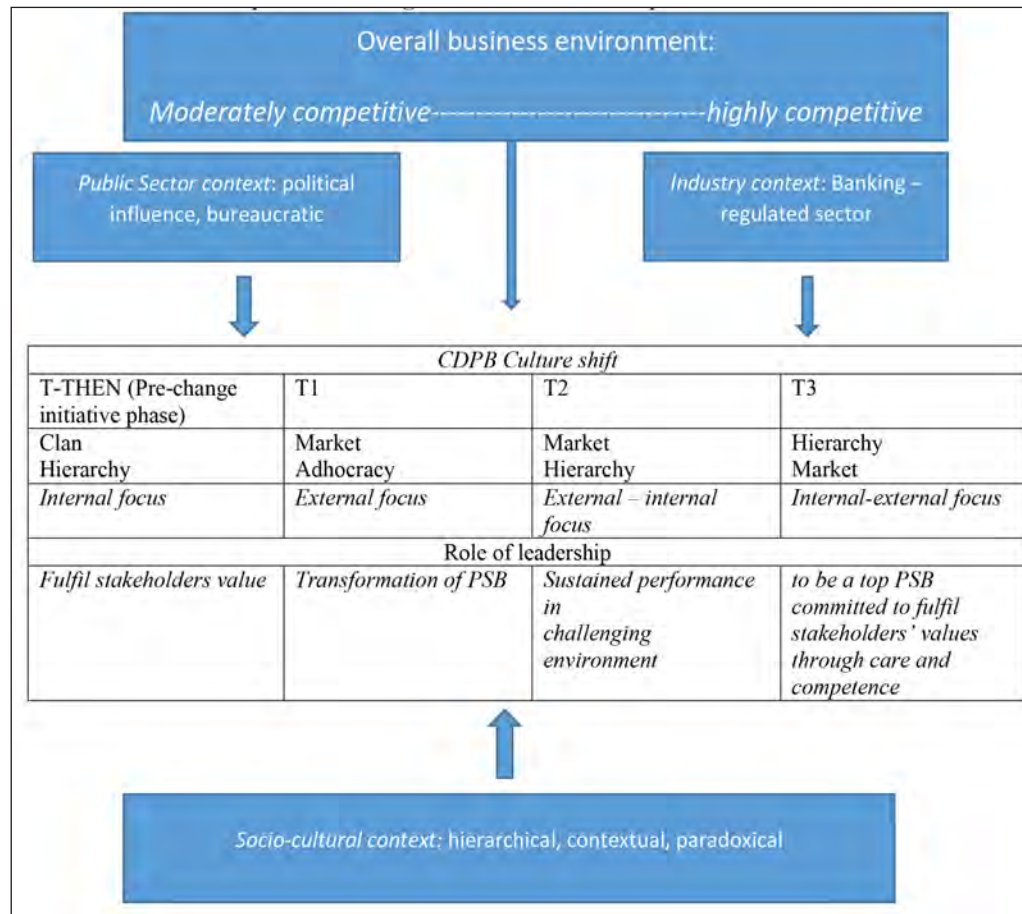 Overall business environment:
Moderately competitive-----------------------------------highly competitive
Public Sector context: political
influence, bureaucratic
Industry context: Banking –
regulated sector
CDPB Culture shift
T-THEN (Pre-change
initiative phase)
T1
T2
T3
Clan
Hierarchy
Market
Adhocracy
Market
Hierarchy
Hierarchy
Market
Internal focus
External focus
External – internal
focus
Internal-external focus
Role of leadership
Fulfil stakeholders value
Transformation of PSB
Sustained performance
in
challenging
environment
to be a top PSB
committed to fulfil
stakeholders’ values
through care and
competence
Socio-cultural context: hierarchical, contextual, paradoxical